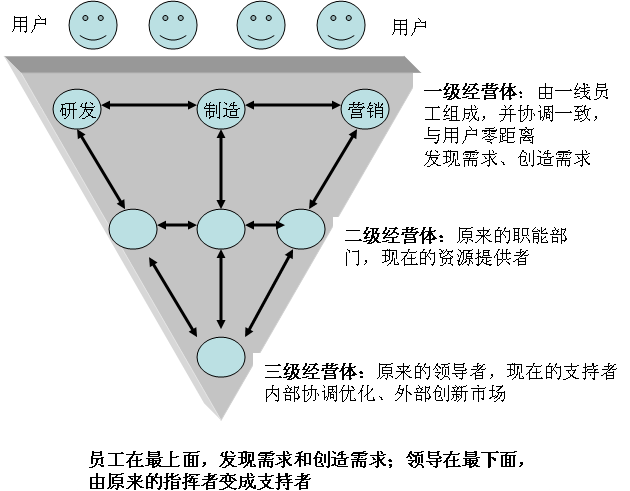 用户
用户
研发
制造
营销
一级经营体：由一线员
工组成，并协调一致，
与用户零距离
发现需求、创造需求
二级经营体：原来的职能部
门，现在的资源提供者
三级经营体：原来的领导者，现在的支持者
内部协调优化、外部创新市场
员工在最上面，发现需求和创造需求；领导在最下面，
由原来的指挥者变成支持者